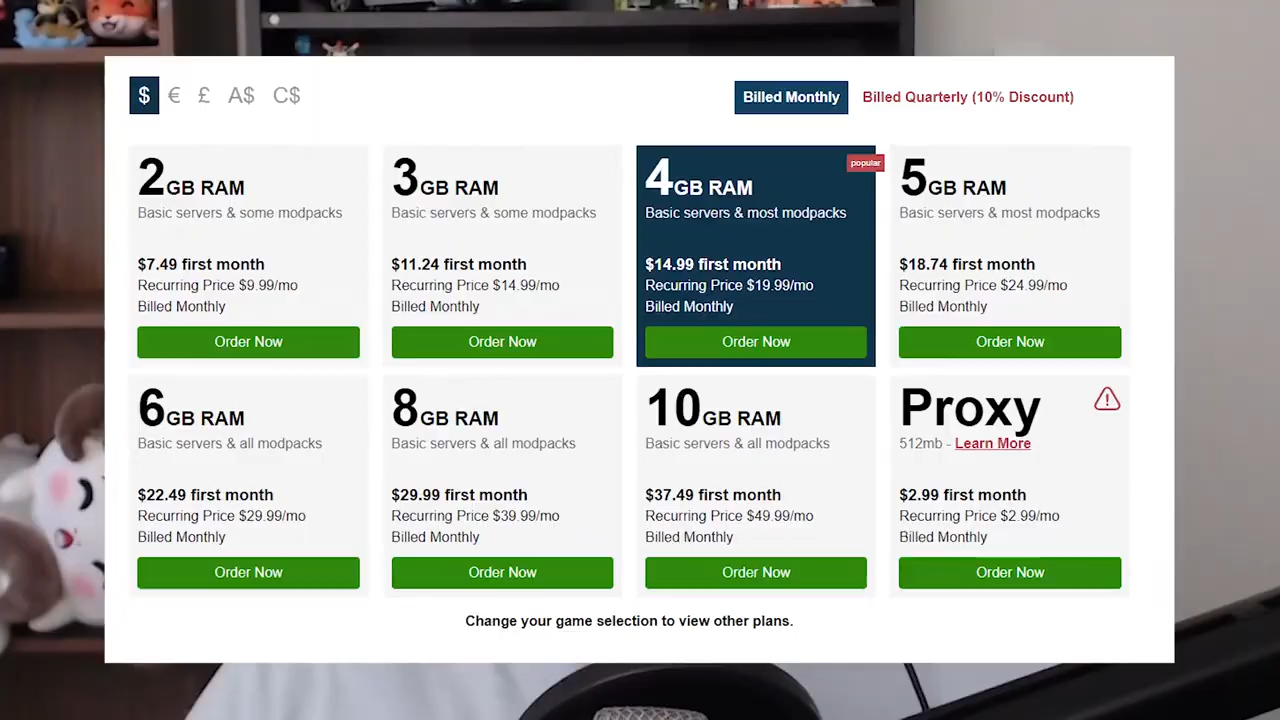 $ € £ A$ C$
Billed Monthly Billed Quarterly (10% Discount)
2GB RAM
Basic servers & some modpacks
$7.49 first month
Recurring Price $9.99/mo
Billed Monthly
Order Now
3GB RAM
Basic servers & some modpacks
$11.24 first month
Recurring Price $14.99/mo
Billed Monthly
Order Now
popular
4GB RAM
Basic servers & most modpacks
$14.99 first month
Recurring Price $19.99/mo
Billed Monthly
Order Now
5GB RAM
Basic servers & most modpacks
$18.74 first month
Recurring Price $24.99/mo
Billed Monthly
Order Now
6GB RAM
Basic servers & all modpacks
$22.49 first month
Recurring Price $29.99/mo
Billed Monthly
Order Now
8GB RAM
Basic servers & all modpacks
$29.99 first month
Recurring Price $39.99/mo
Billed Monthly
Order Now
10GB RAM
Basic servers & all modpacks
$37.49 first month
Recurring Price $49.99/mo
Billed Monthly
Order Now
Proxy
512mb - Learn More
$2.99 first month
Recurring Price $2.99/mo
Billed Monthly
Order Now
Change your game selection to view other plans.